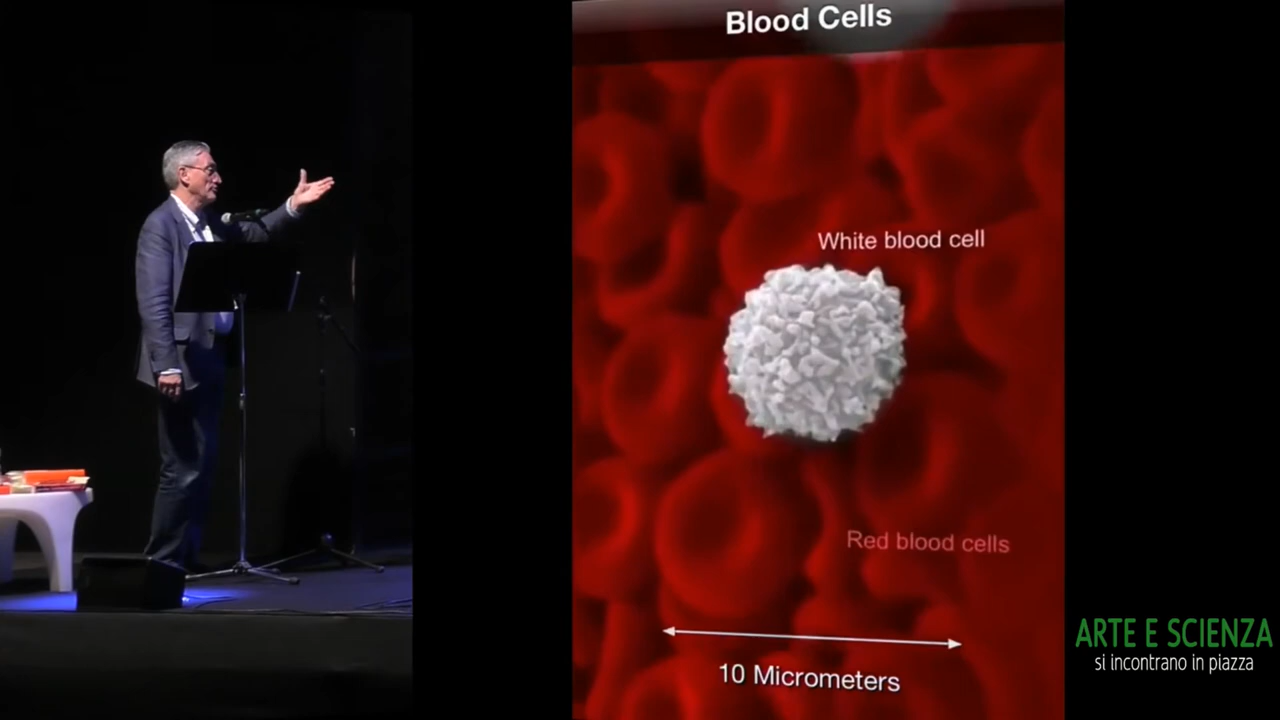 Blood Cells
White blood cell
Red blood cells
10 Micrometers
ARTE E SCIENZA
si incontrano in piazza